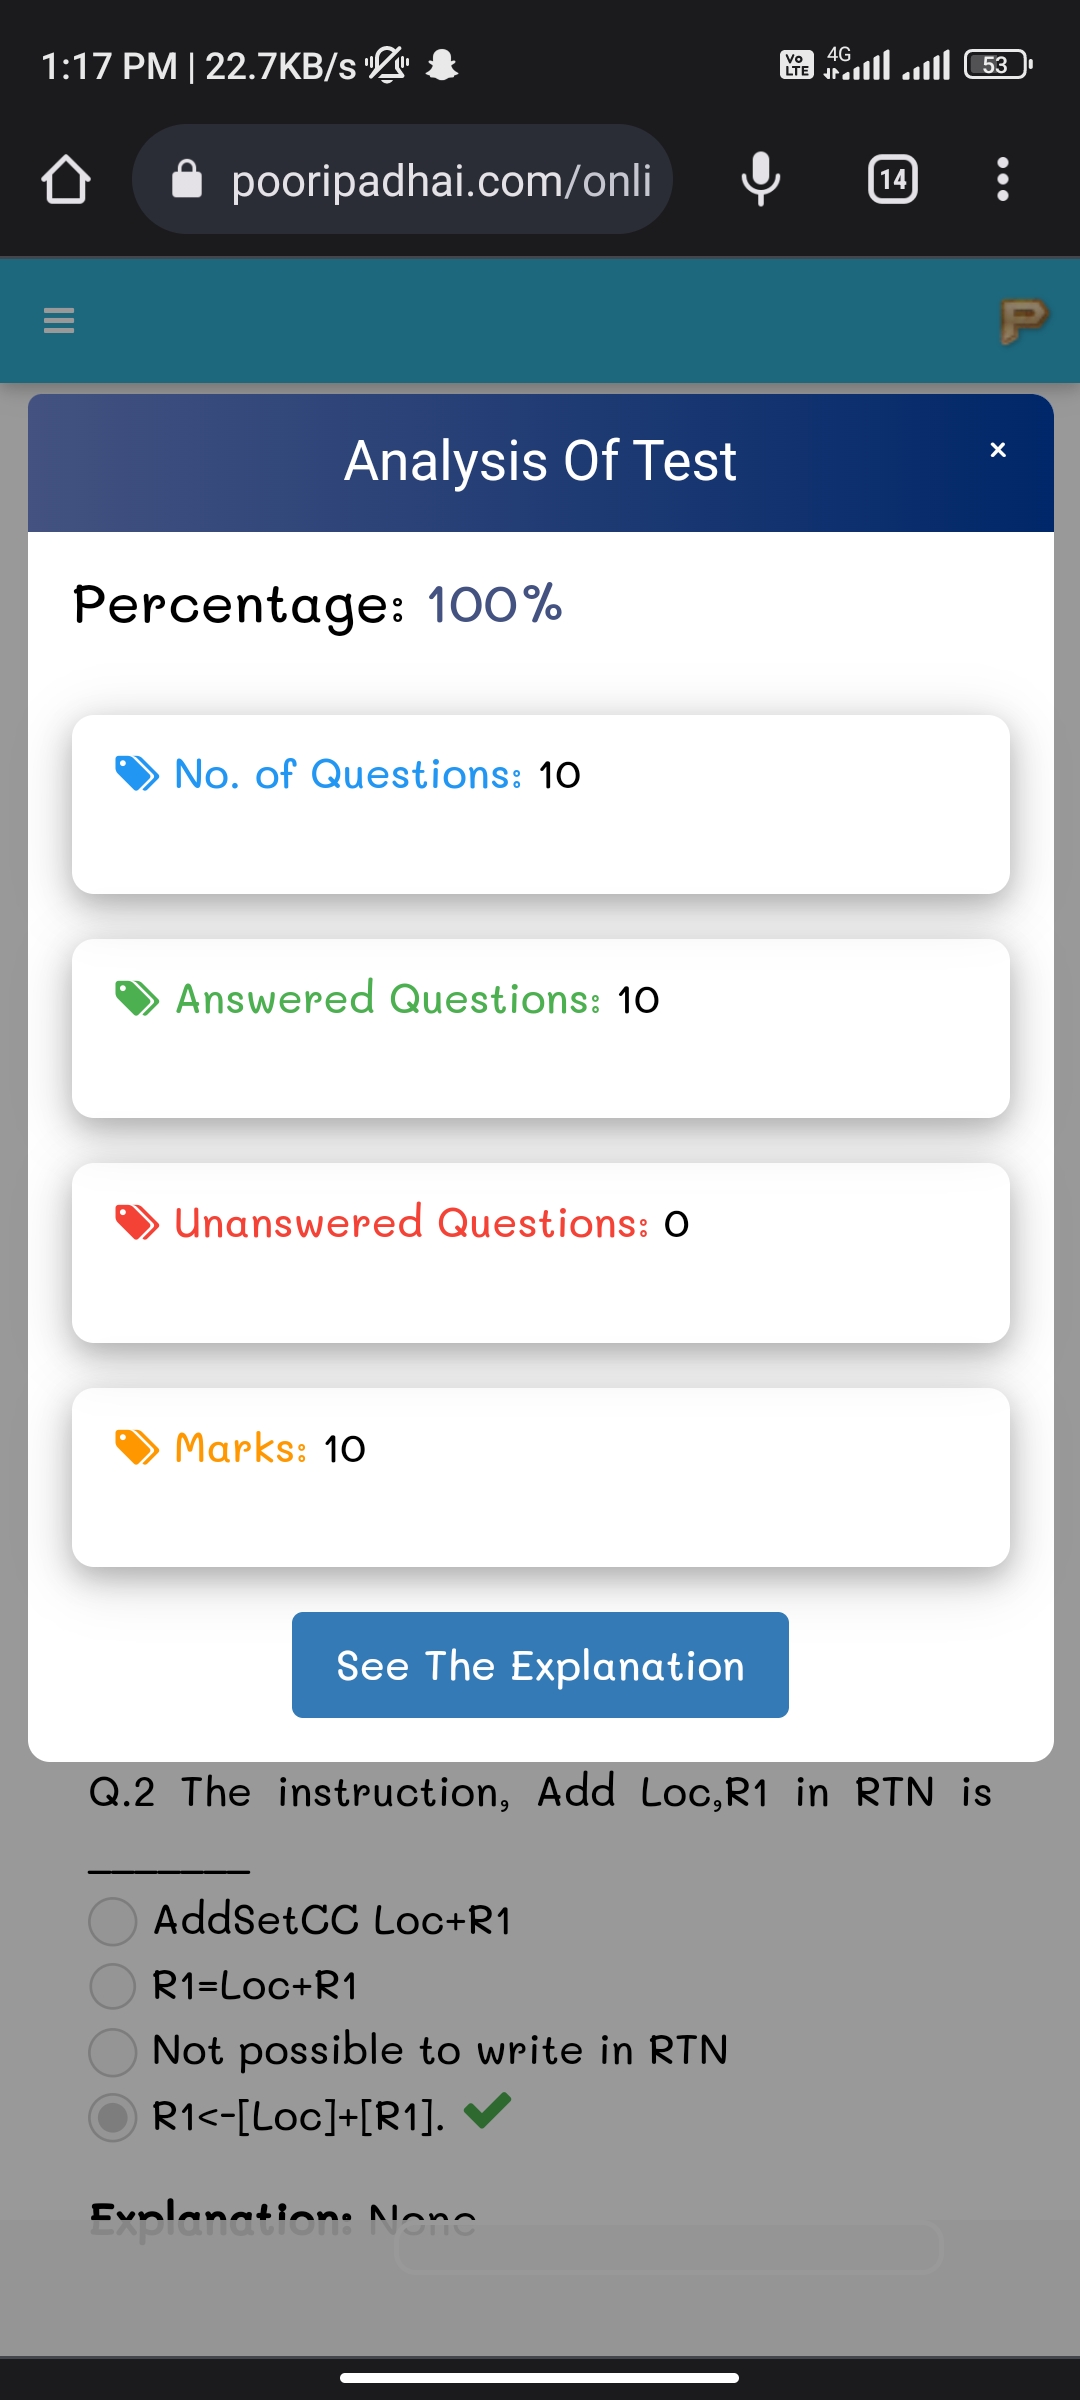 1:17 PM | 22.7KB/s
Vo LTE 4G 53
pooripadhai.com/onli
14
P
Analysis Of Test ×
Percentage: 100%
No. of Questions: 10
Answered Questions: 10
Unanswered Questions: 0
Marks: 10
See The Explanation
Q.2 The instruction, Add Loc,R1 in RTN is
_______
AddSetCC Loc+R1
R1=Loc+R1
Not possible to write in RTN
R1<-[Loc]+[R1].
Explanation: None